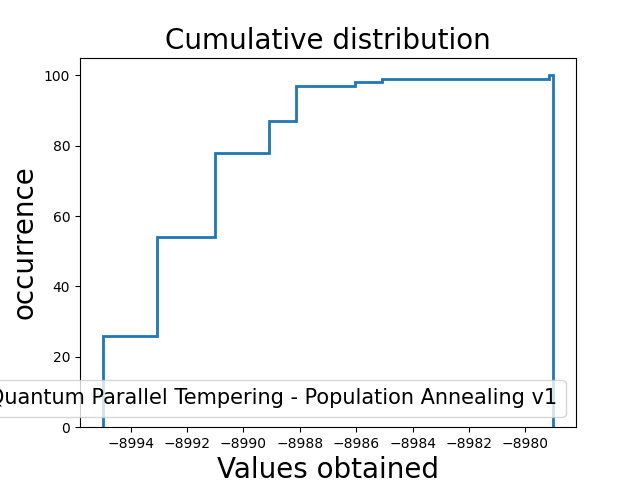 Cumulative distribution
100
80
60
40
20
0
occurrence
Parallel Tempering - Population Annealing v1
−8994 −8992 −8990 −8988 −8986 −8984 −8982 −8980
Values obtained